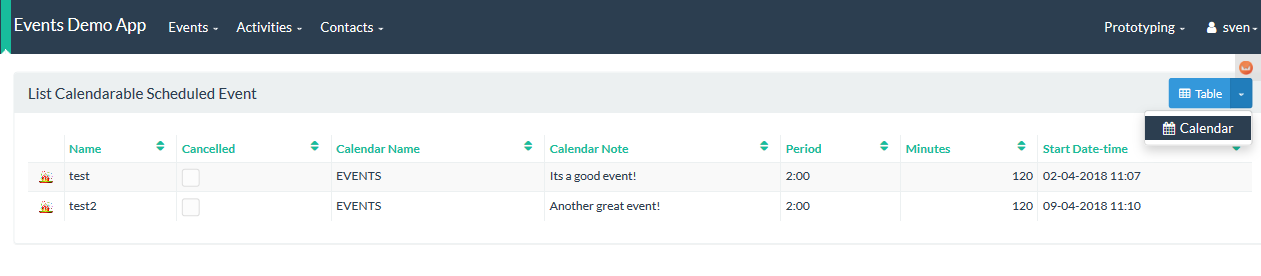 Events Demo App Events Activities Contacts Prototyping sven
List Calendarable Scheduled Event Table
Calendar
Name Cancelled Calendar Name Calendar Note Period Minutes Start Date-time
test EVENTS Its a good event! 2:00 120 02-04-2018 11:07
test2 EVENTS Another great event! 2:00 120 09-04-2018 11:10